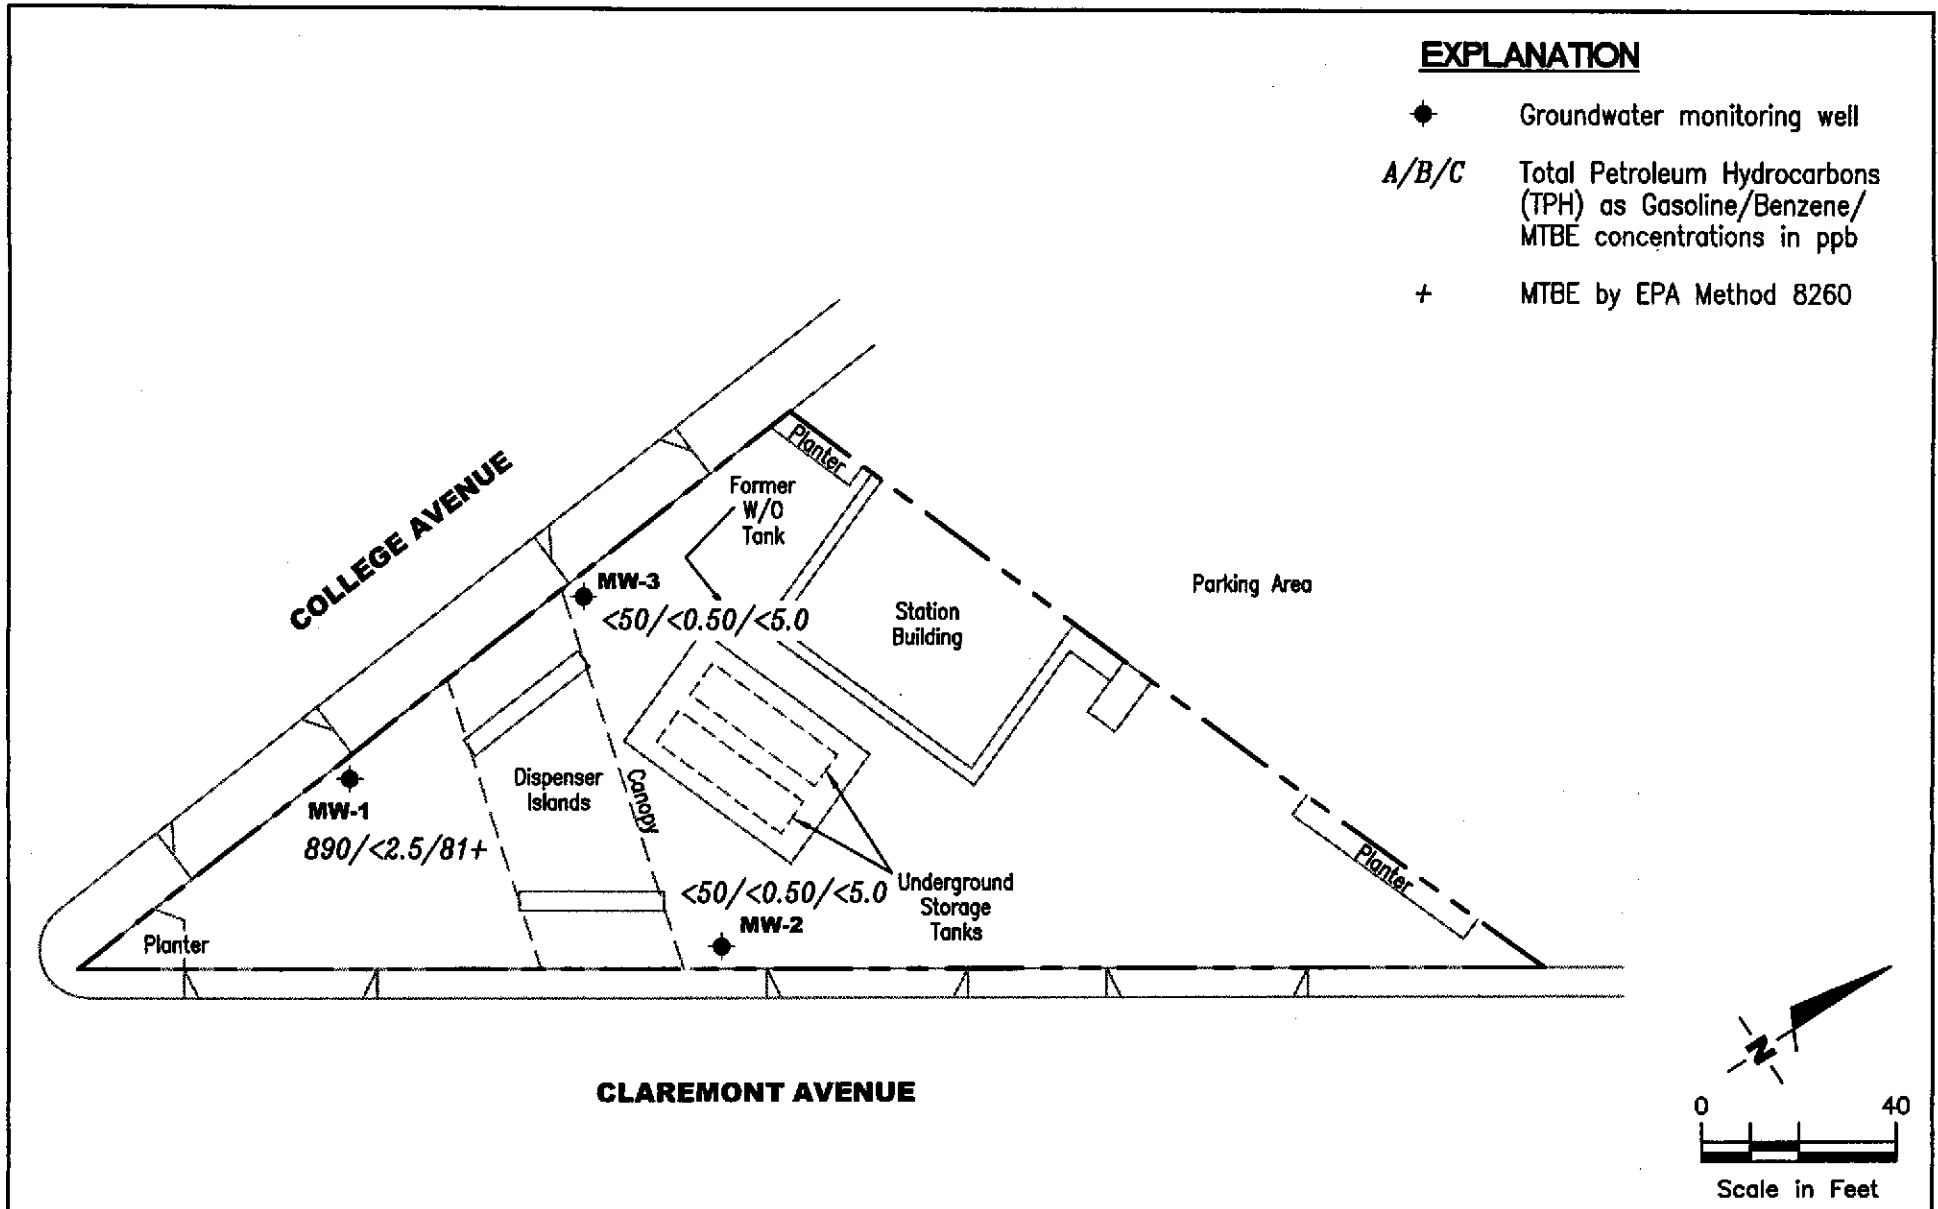 EXPLANATION
Groundwater monitoring well
A/B/C
Total Petroleum Hydrocarbons
(TPH) as Gasoline/Benzene/
MTBE concentrations in ppb
+
MTBE by EPA Method 8260
COLLEGE AVENUE
Planter
Former
W/O
Tank
MW-3
<50/<0.50/<5.0
Station
Building
Parking Area
Dispenser
Islands
Canopy
MW-1
890/<2.5/81+
<50/<0.50/<5.0
MW-2
Underground
Storage
Tanks
Planter
Planter
CLAREMONT AVENUE
N
0 40
Scale in Feet